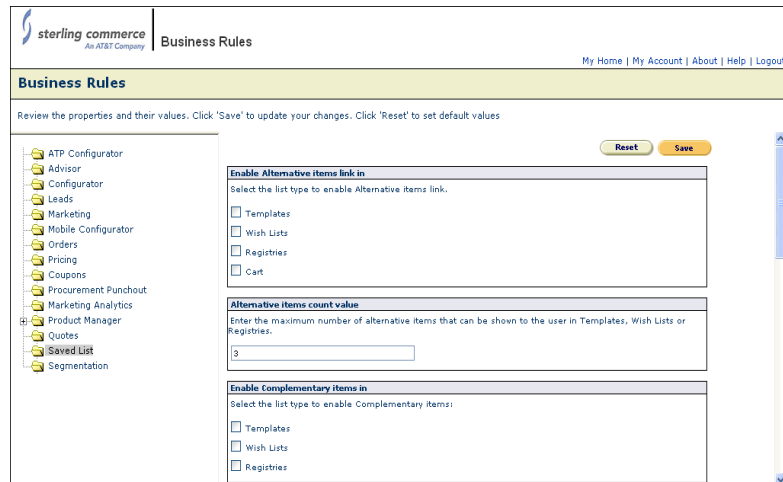 sterling commerce
An AT&T Company
Business Rules
My Home | My Account | About | Help | Logout
Business Rules
Review the properties and their values. Click 'Save' to update your changes. Click 'Reset' to set default values
ATP Configurator
Advisor
Configurator
Leads
Marketing
Mobile Configurator
Orders
Pricing
Coupons
Procurement Punchout
Marketing Analytics
Product Manager
Quotes
Saved List
Segmentation
Reset Save
Enable Alternative items link in
Select the list type to enable Alternative items link.
Templates
Wish Lists
Registries
Cart
Alternative items count value
Enter the maximum number of alternative items that can be shown to the user in Templates, Wish Lists or
Registries.
3
Enable Complementary items in
Select the list type to enable Complementary items:
Templates
Wish Lists
Registries